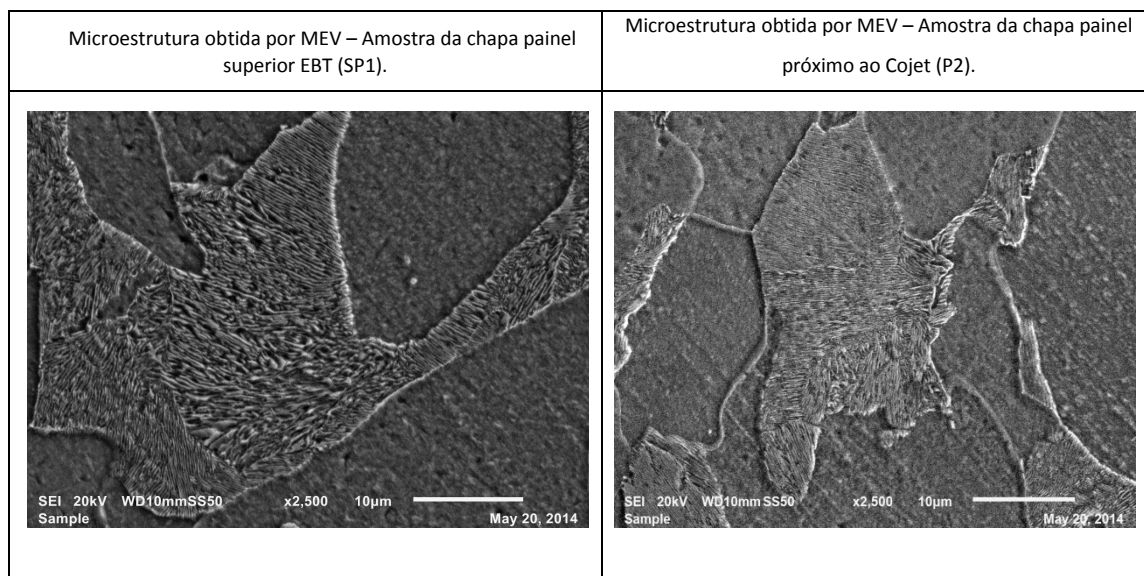 Microestrutura obtida por MEV – Amostra da chapa painel
superior EBT (SP1).
Microestrutura obtida por MEV – Amostra da chapa painel
próximo ao Cojet (P2).
SEI 20kV WD10mmSS50 x2,500 10µm
Sample May 20, 2014
SEI 20kV WD10mmSS50 x2,500 10µm
Sample May 20, 2014